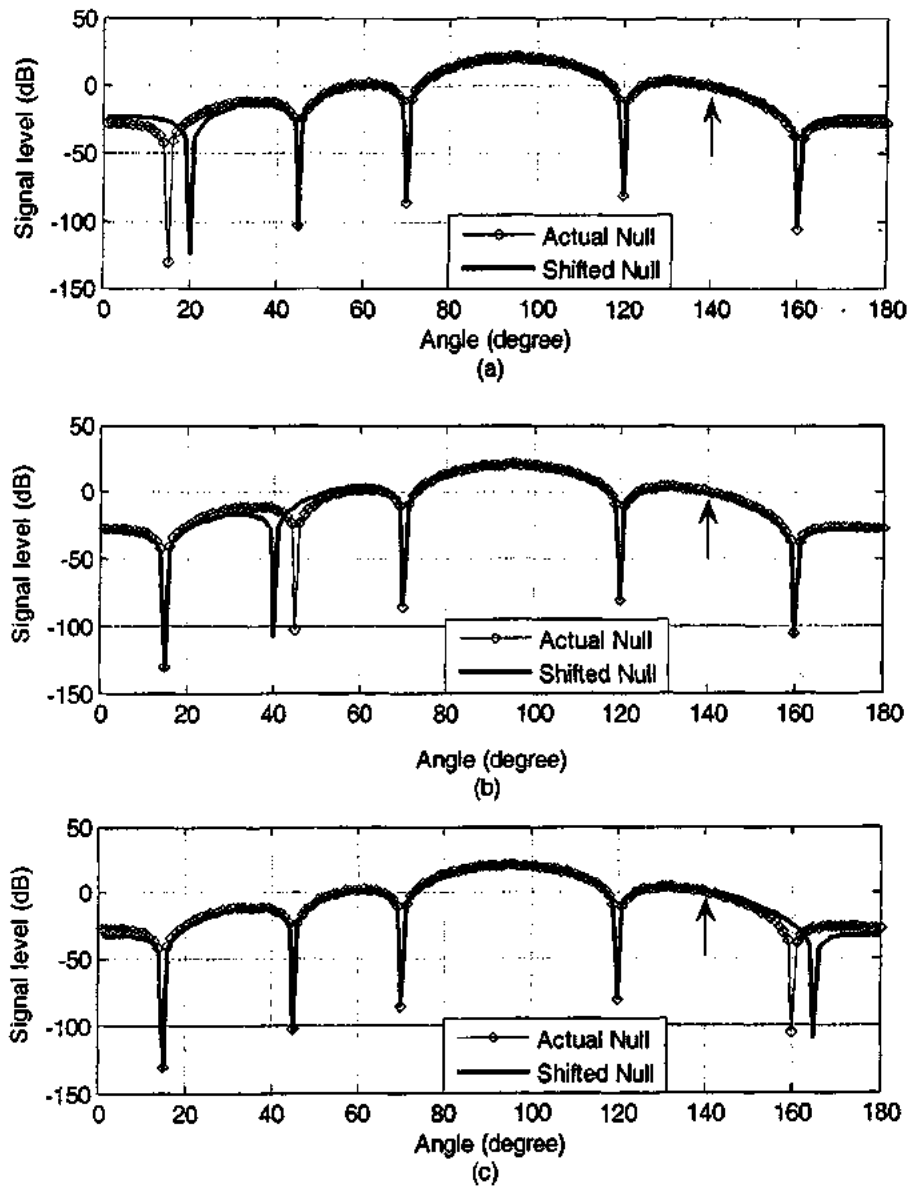 50
0
-50
-100
-150
Signal level (dB)
Actual Null
Shifted Null
0 20 40 60 80 100 120 140 160 180
Angle (degree)
(a)
50
0
-50
-100
-150
Signal level (dB)
Actual Null
Shifted Null
0 20 40 60 80 100 120 140 160 180
Angle (degree)
(b)
50
0
-50
-100
-150
Signal level (dB)
Actual Null
Shifted Null
0 20 40 60 80 100 120 140 160 180
Angle (degree)
(c)